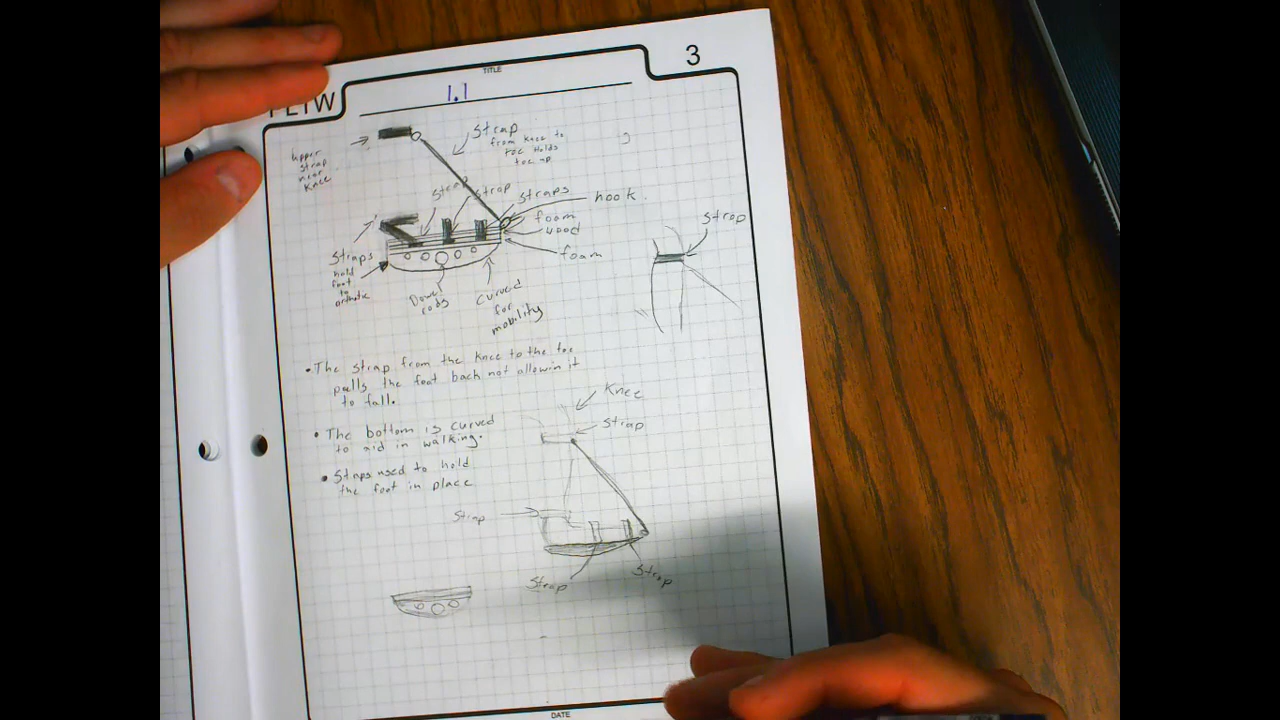 PLTW
TITLE
3
1.1
Strap
from Knee to
toe Holds
toe up
Upper
strap
near
Knee
strap
strap
straps
hook
foam
wood
foam
Straps
hold
foot
to
orthotic
Dowel
rods
Curved
for
mobility
Strap
•The strap from the Knee to the toe
pulls the foot back not allowin it
to fall.
• The bottom is curved
to aid in walking.
• Staps used to hold
the foot in place
Knee
strap
Strap
Strap
Strap
DATE